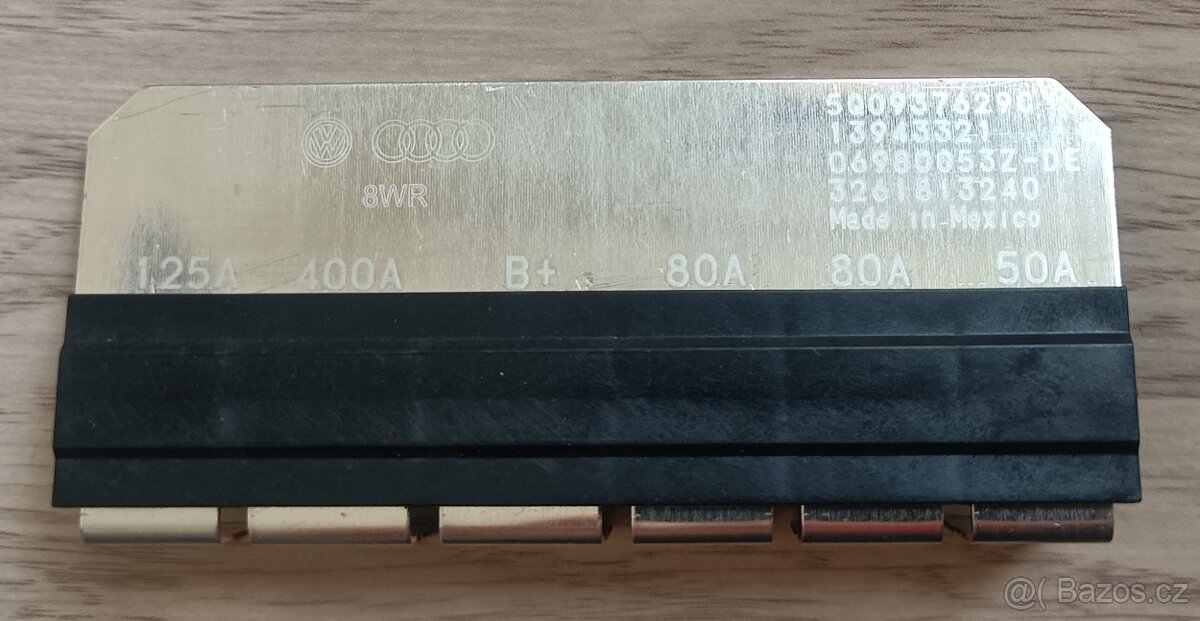 5Q0937629C
13943321
06980053Z-DE
3261813240
Made in Mexico
8WR
125A 400A B+ 80A 80A 50A
@( Bazos.cz